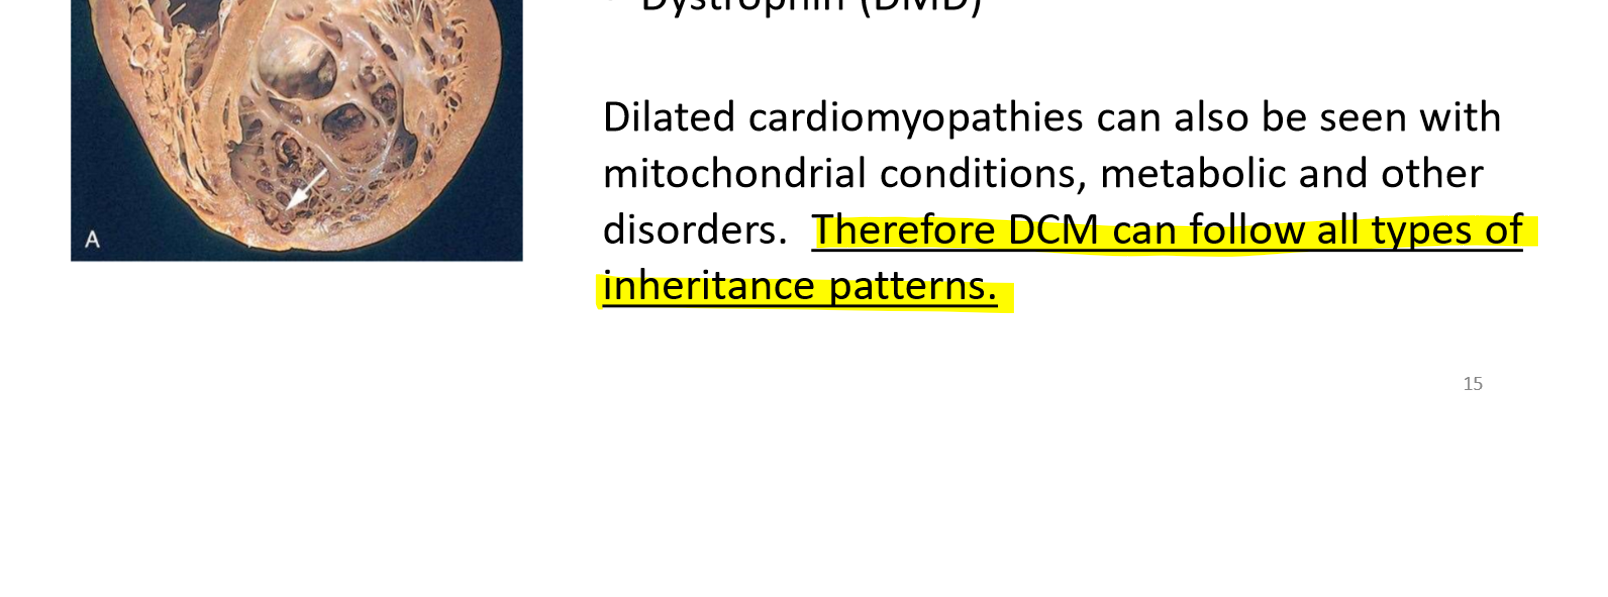 Dystrophin (DMD)
Dilated cardiomyopathies can also be seen with
mitochondrial conditions, metabolic and other
disorders. Therefore DCM can follow all types of
inheritance patterns.
A
15